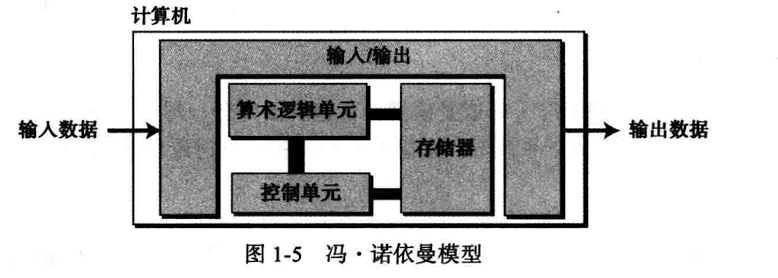 计算机
输入/输出
算术逻辑单元
输入数据
输出数据
存储器
控制单元
图 1-5 冯·诺依曼模型